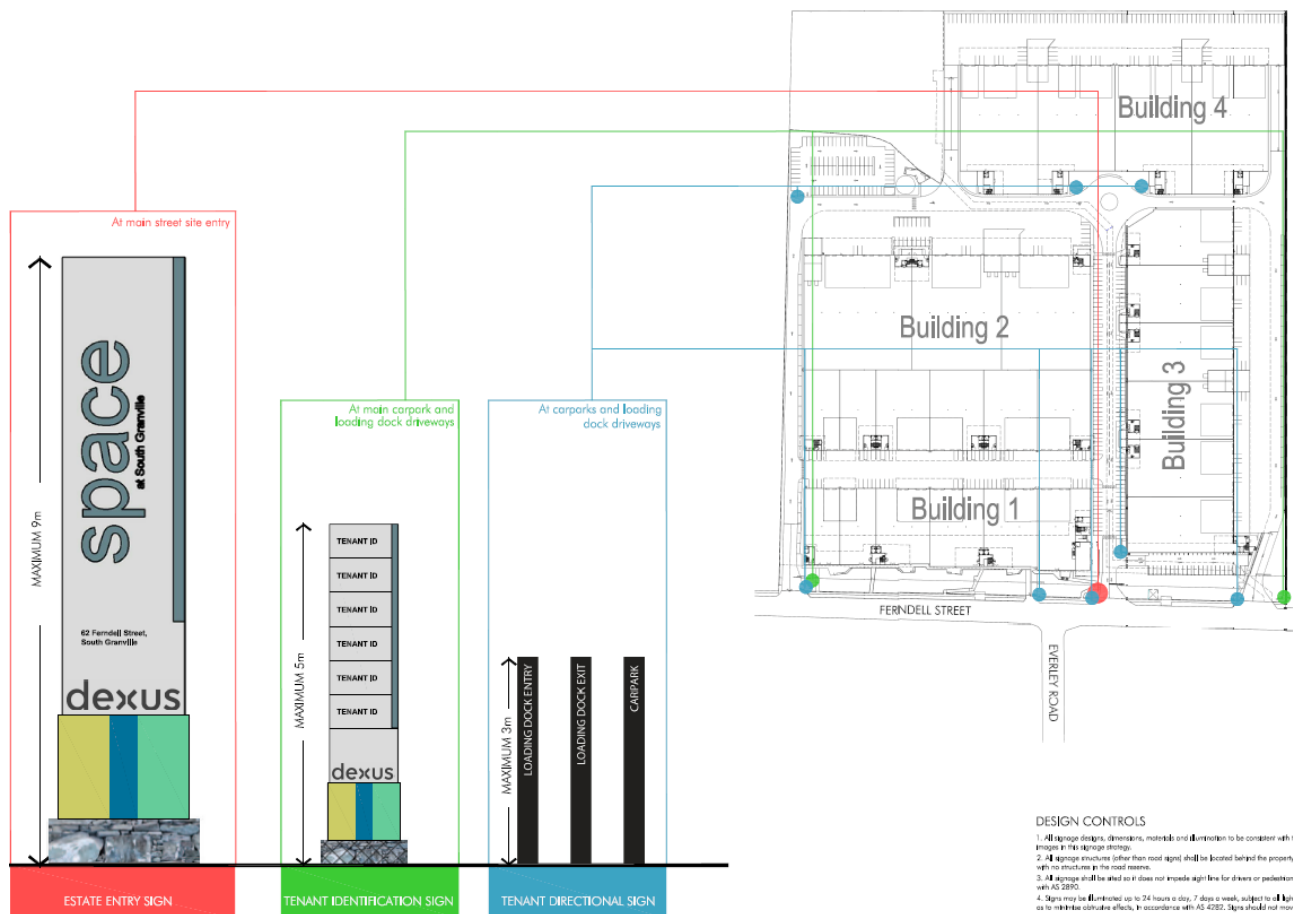 At main street site entry
MAXIMUM 9m
space
at South Granville
62 Ferndell Street,
South Granville
dexus
ESTATE ENTRY SIGN
At main carpark and
loading dock driveways
MAXIMUM 5m
TENANT ID
TENANT ID
TENANT ID
TENANT ID
TENANT ID
TENANT ID
dexus
TENANT IDENTIFICATION SIGN
At carparks and loading
dock driveways
MAXIMUM 3m
LOADING DOCK ENTRY
LOADING DOCK EXIT
CARPARK
TENANT DIRECTIONAL SIGN
Building 4
Building 2
Building 3
Building 1
FERNDELL STREET
EVERLEY ROAD
DESIGN CONTROLS
1. All signage designs, dimensions, materials and illumination to be consistent with
images in this signage strategy.
2. All signage structures (other than road signs) shall be located behind the property
with no structures in the road reserve.
3. All signage shall be sited so it does not impede sight line for drivers or pedestrian
with AS 2890.
4. Signs may be illuminated up to 24 hours a day, 7 days a week, subject to all
as to minimise obtrusive effects, in accordance with AS 4282. Signs should not